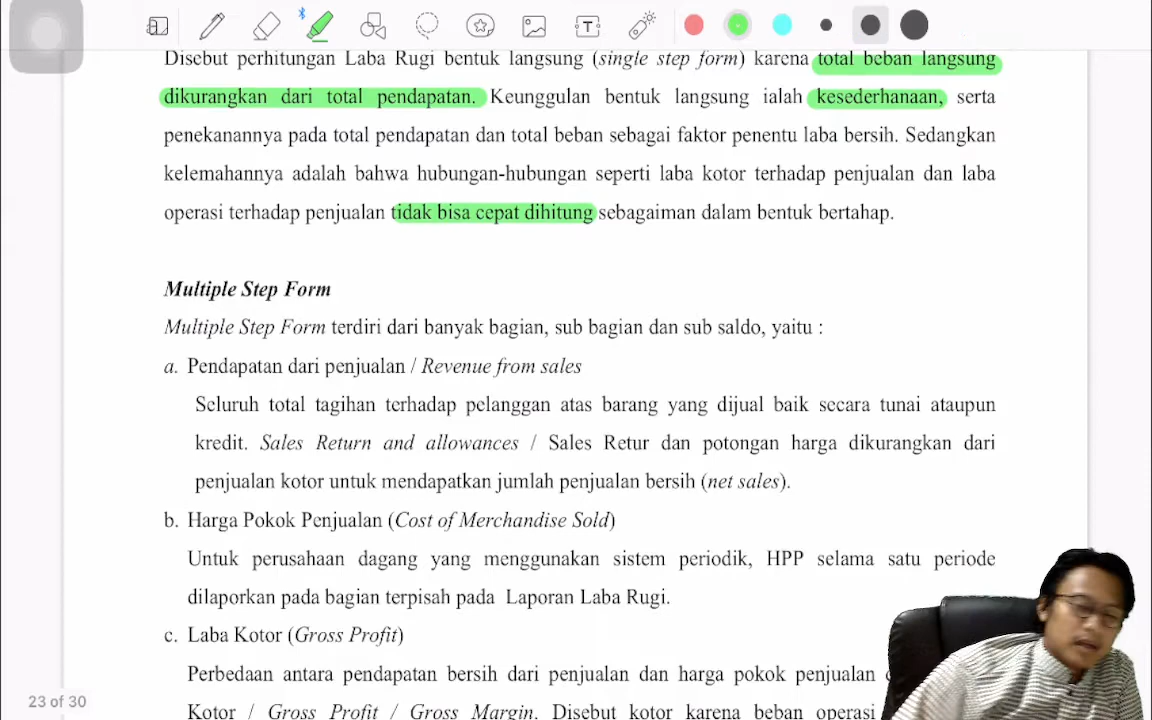 Disebut perhitungan Laba Rugi bentuk langsung (single step form) karena total beban langsung
dikurangkan dari total pendapatan. Keunggulan bentuk langsung ialah kesederhanaan, serta
penekanannya pada total pendapatan dan total beban sebagai faktor penentu laba bersih. Sedangkan
kelemahannya adalah bahwa hubungan-hubungan seperti laba kotor terhadap penjualan dan laba
operasi terhadap penjualan tidak bisa cepat dihitung sebagaiman dalam bentuk bertahap.
Multiple Step Form
Multiple Step Form terdiri dari banyak bagian, sub bagian dan sub saldo, yaitu :
a. Pendapatan dari penjualan / Revenue from sales
Seluruh total tagihan terhadap pelanggan atas barang yang dijual baik secara tunai ataupun
kredit. Sales Return and allowances / Sales Retur dan potongan harga dikurangkan dari
penjualan kotor untuk mendapatkan jumlah penjualan bersih (net sales).
b. Harga Pokok Penjualan (Cost of Merchandise Sold)
Untuk perusahaan dagang yang menggunakan sistem periodik, HPP selama satu periode
dilaporkan pada bagian terpisah pada Laporan Laba Rugi.
c. Laba Kotor (Gross Profit)
Perbedaan antara pendapatan bersih dari penjualan dan harga pokok penjualan
Kotor / Gross Profit / Gross Margin. Disebut kotor karena beban operasi
23 of 30